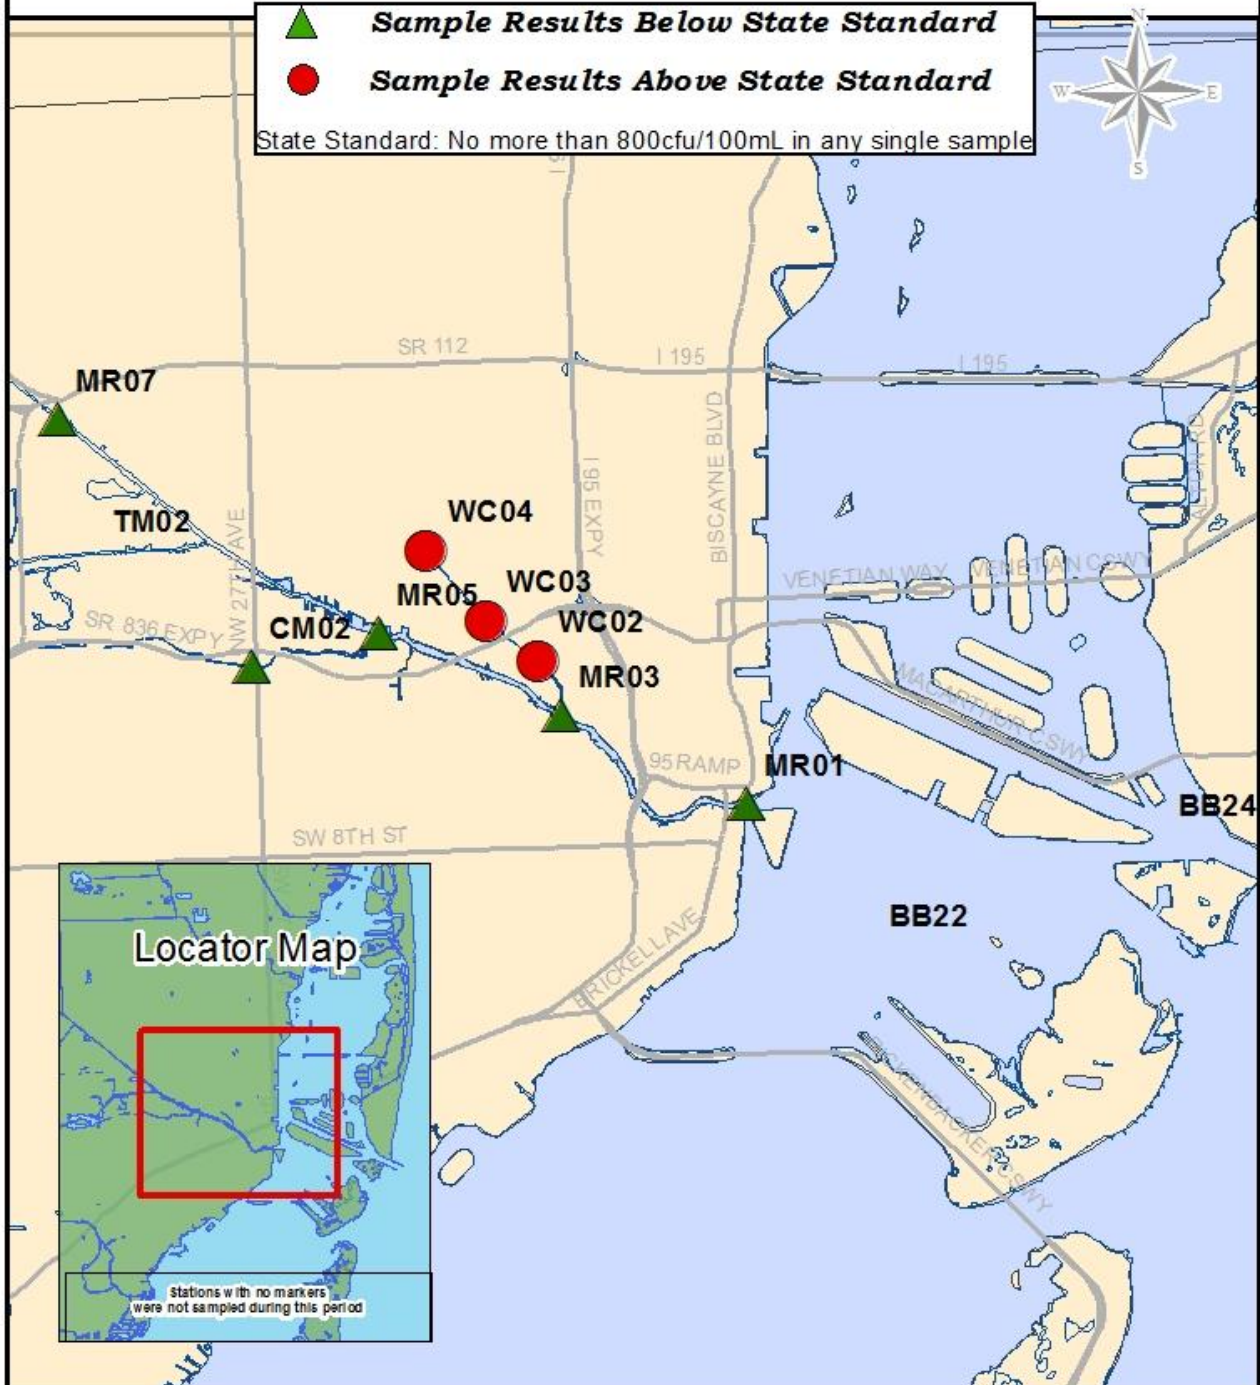 Sample Results Below State Standard
Sample Results Above State Standard
State Standard: No more than 800cfu/100mL in any single sample
N
W
E
S
SR 112
I 195
I 195
MR07
BISCAYNE BLVD
ALTON RD
I 95 EXPY
WC04
TM02
NW 27TH AVE
VENETIAN WAY
VENETIAN CSWY
WC03
MR05
SR 836 EXPY
CM02
WC02
MR03
MACARTHUR CSWY
95 RAMP
MR01
BB24
SW 8TH ST
BB22
BRICKELL AVE
Locator Map
RICKENBACKER CSWY
Stations with no markers
were not sampled during this period